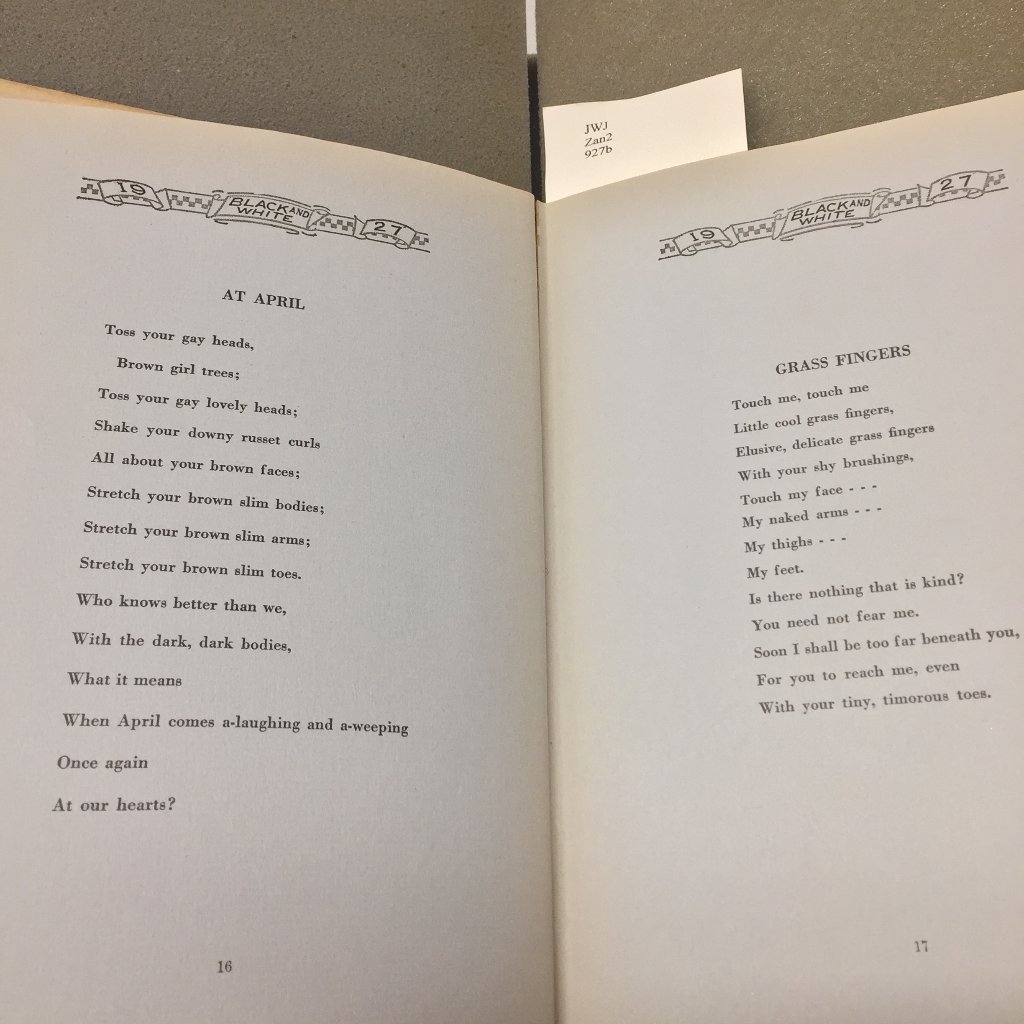 JWJ
Zan2
927b
19 BLACK AND WHITE 27
AT APRIL
Toss your gay heads,
Brown girl trees;
Toss your gay lovely heads;
Shake your downy russet curls
All about your brown faces;
Stretch your brown slim bodies;
Stretch your brown slim arms;
Stretch your brown slim toes.
Who knows better than we,
With the dark, dark bodies,
What it means
When April comes a-laughing and a-weeping
Once again
At our hearts?
16
19 BLACK AND WHITE 27
GRASS FINGERS
Touch me, touch me
Little cool grass fingers,
Elusive, delicate grass fingers
With your shy brushings,
Touch my face - - -
My naked arms - - -
My thighs - - -
My feet.
Is there nothing that is kind?
You need not fear me.
Soon I shall be too far beneath you,
For you to reach me, even
With your tiny, timorous toes.
17